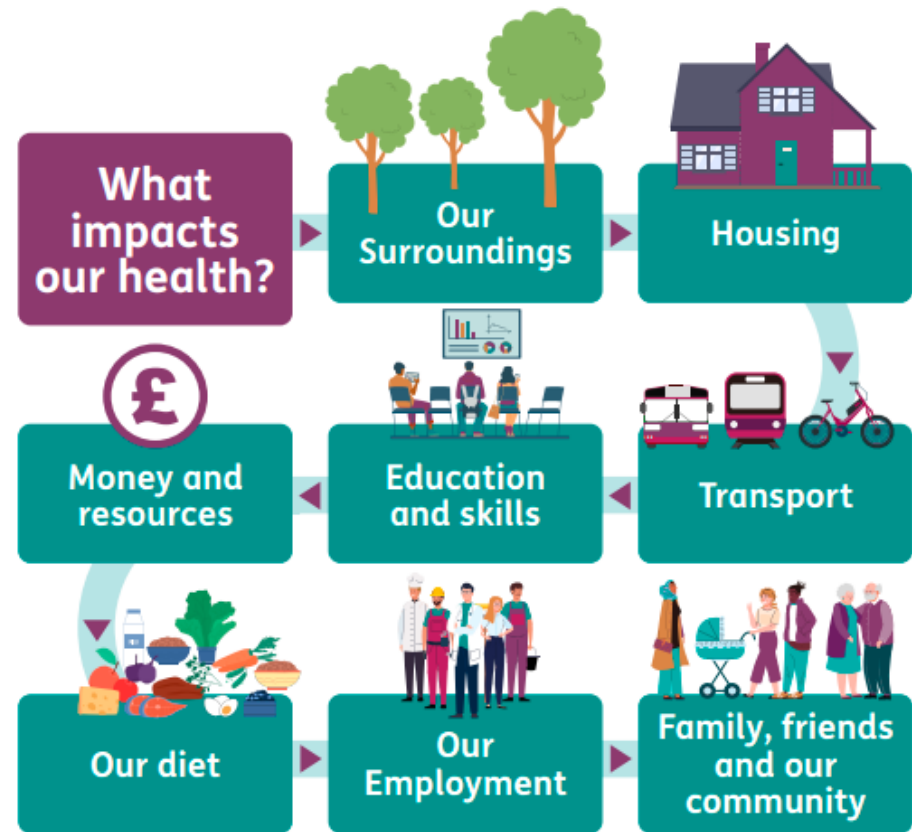 What
impacts
our health?
Our
Surroundings
Housing
Transport
Education
and skills
£
Money and
resources
Our diet
Our
Employment
Family, friends
and our
community